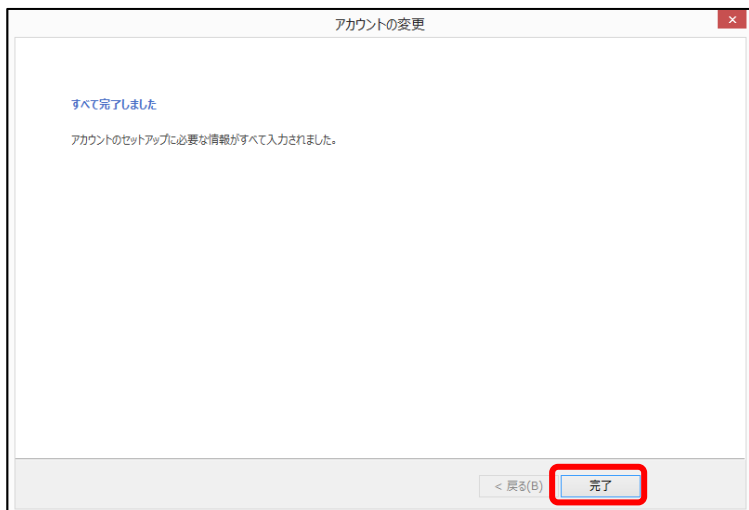 アカウントの変更
すべて完了しました
アカウントのセットアップに必要な情報がすべて入力されました。
< 戻る(B)
完了